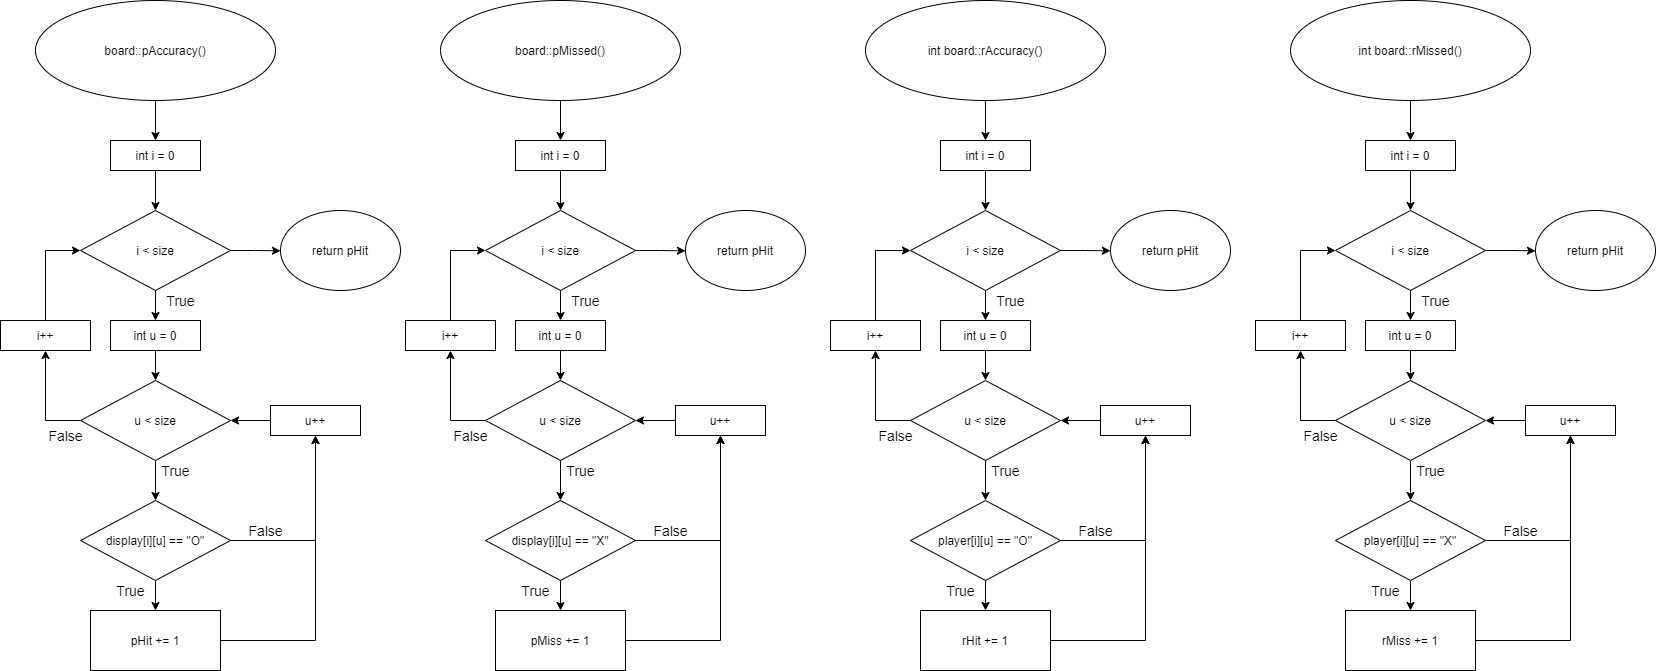 board::pAccuracy()
int i = 0
i < size
return pHit
True
i++
int u = 0
u < size
u++
False
True
display[i][u] == "O"
False
True
pHit += 1
board::pMissed()
int i = 0
i < size
return pHit
True
i++
int u = 0
u < size
u++
False
True
display[i][u] == "X"
False
True
pMiss += 1
int board::rAccuracy()
int i = 0
i < size
return pHit
True
i++
int u = 0
u < size
u++
False
True
player[i][u] == "O"
False
True
rHit += 1
int board::rMissed()
int i = 0
i < size
return pHit
True
i++
int u = 0
u < size
u++
False
True
player[i][u] == "X"
False
True
rMiss += 1